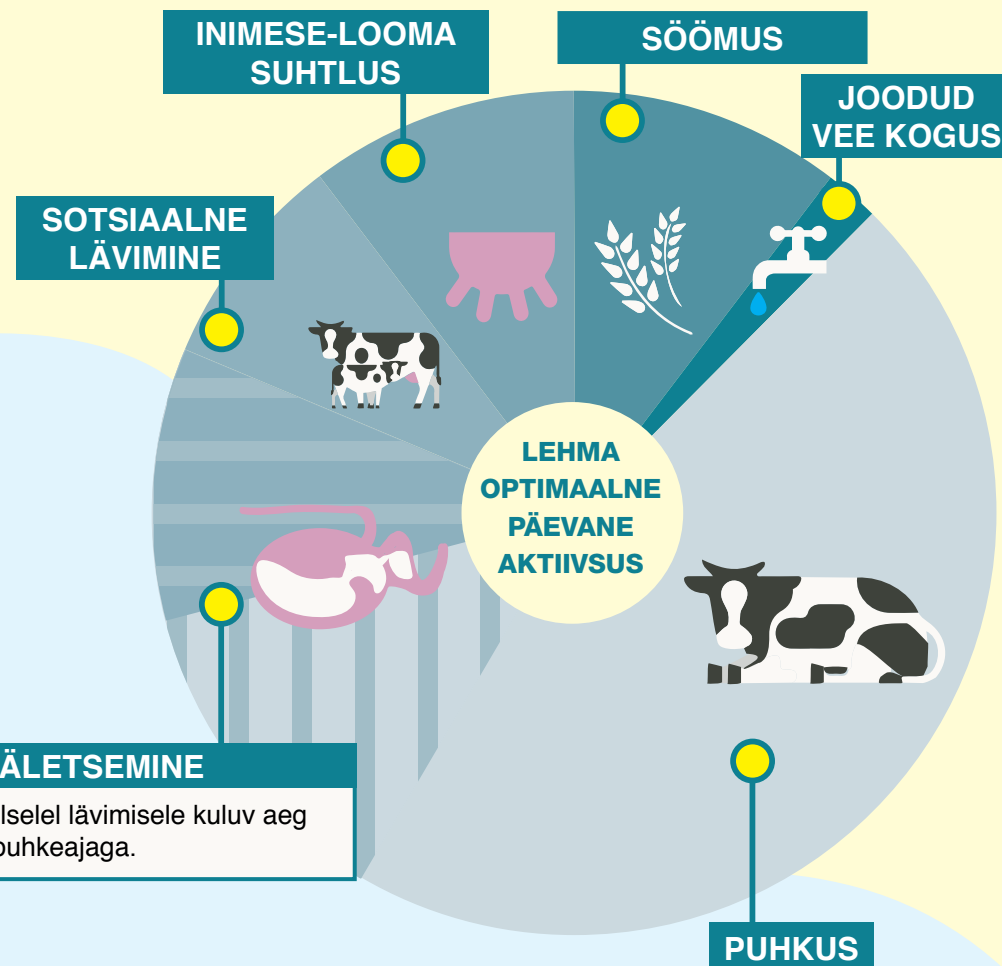 INIMESE-LOOMA
SUHTLUS
SÖÖMUS
JOODUD
VEE KOGUS
SOTSIAALNE
LÄVIMINE
LEHMA
OPTIMAALNE
PÄEVANE
AKTIIVSUS
ÄLETSEMINE
lselel lävimisele kuluv aeg
puhkeajaga.
PUHKUS